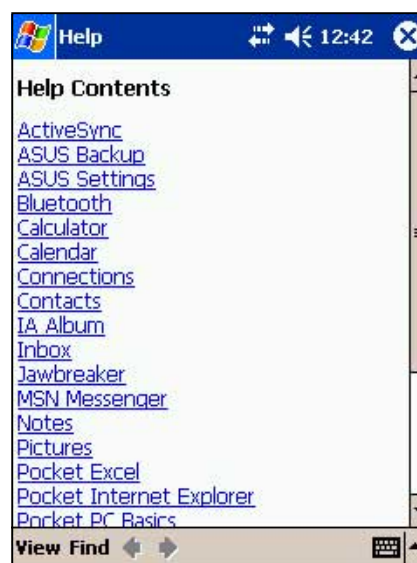 Help 12:42
Help Contents
ActiveSync
ASUS Backup
ASUS Settings
Bluetooth
Calculator
Calendar
Connections
Contacts
IA Album
Inbox
Jawbreaker
MSN Messenger
Notes
Pictures
Pocket Excel
Pocket Internet Explorer
Pocket PC Basics
View Find